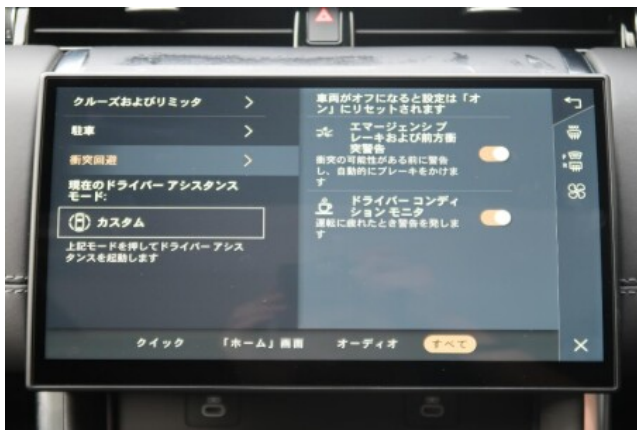 クルーズおよびリミッタ
駐車
衝突回避
現在のドライバー アシスタンス
モード:
カスタム
上記モードを押してドライバー アシス
タンスを起動します
車両がオフになると設定は「オ
ン」にリセットされます
エマージェンシ ブ
レーキおよび前方衝
突警告
衝突の可能性がある前に警告
し、自動的にブレーキをかけま
す
ドライバー コンディ
ション モニタ
運転に疲れたとき警告を発しま
す
クイック
「ホーム」画面
オーディオ
すべて